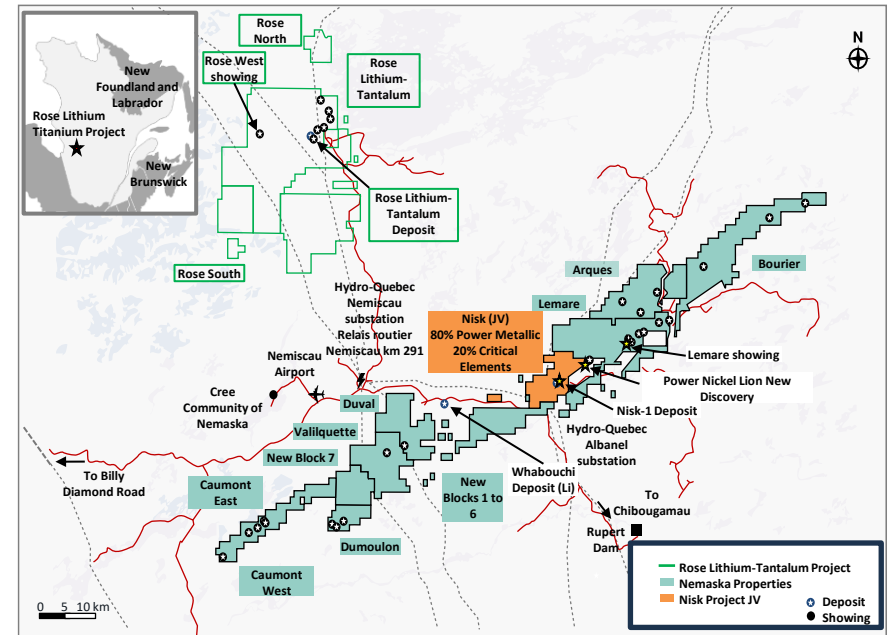 New
Foundland and
Labrador
Rose Lithium
Titanium Project
New
Brunswick
Rose
North
Rose West
showing
Rose
Lithium-
Tantalum
N
Rose Lithium-
Tantalum
Deposit
Rose South
Hydro-Quebec
Nemiscau
substation
Relais routier
Nemiscau km 291
Arques
Bourier
Lemare
Nisk (JV)
80% Power Metallic
20% Critical
Elements
Lemare showing
Power Nickel Lion New
Discovery
Nisk-1 Deposit
Nemiscau
Airport
Cree
Community of
Nemaska
Duval
Valilquette
New Block 7
Hydro-Quebec
Albanel
substation
Whabouchi
Deposit (Li)
To Billy
Diamond Road
Caumont
East
New
Blocks 1 to
6
To
Chibougamau
Rupert
Dam
Dumoulon
Caumont
West
0 5 10 km
Rose Lithium-Tantalum Project
Nemaska Properties
Nisk Project JV
Deposit
Showing